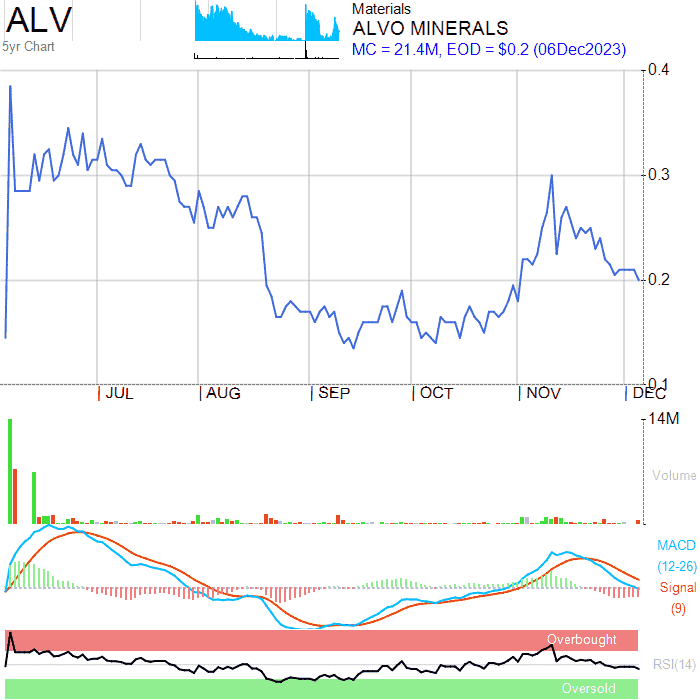 ALV
5yr Chart
Materials
ALVO MINERALS
MC = 21.4M, EOD = $0.2 (06Dec2023)
0.4
0.3
0.2
0.1
JUL AUG SEP OCT NOV DEC
14M
Volume
MACD
(12-26)
Signal
(9)
Overbought
RSI(14)
Oversold